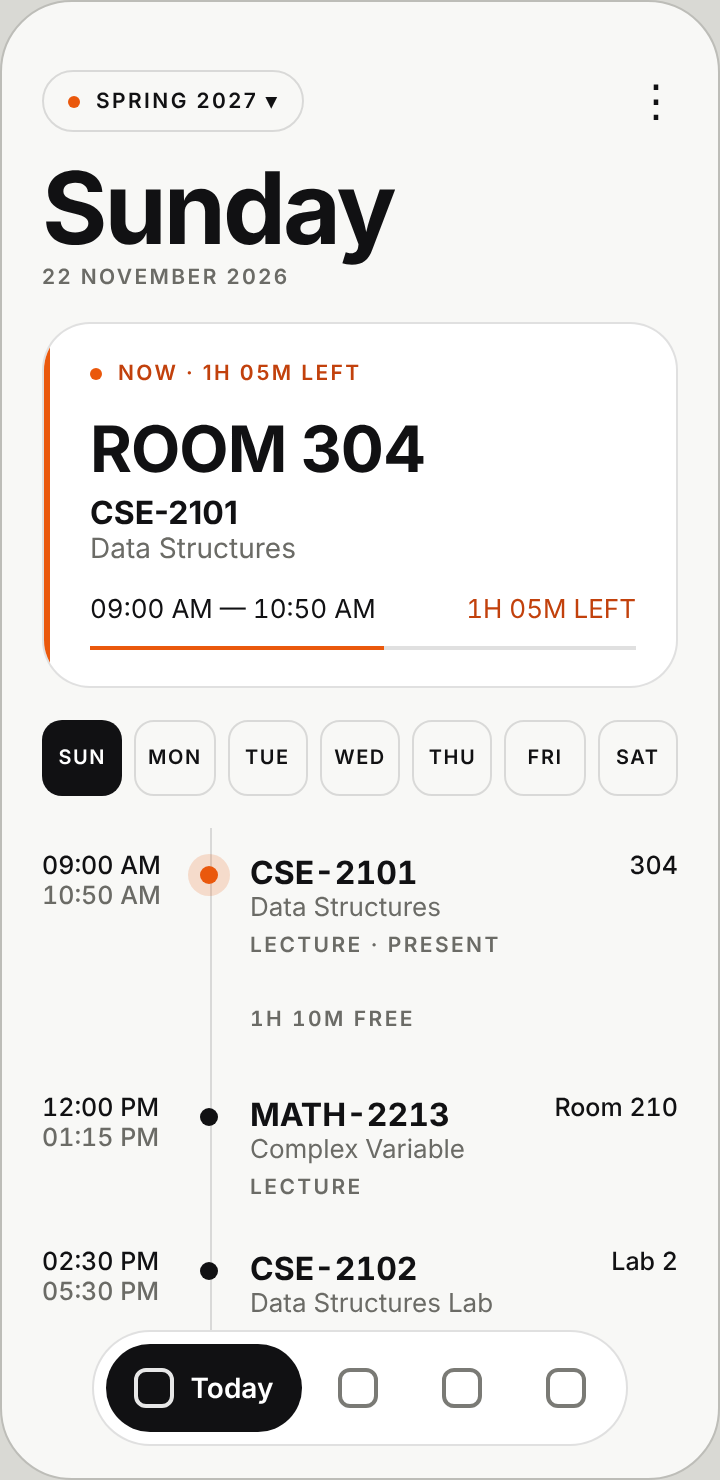 SPRING 2027 ▾
Sunday
22 NOVEMBER 2026
NOW · 1H 05M LEFT
ROOM 304
CSE-2101
Data Structures
09:00 AM — 10:50 AM 1H 05M LEFT
SUN MON TUE WED THU FRI SAT
09:00 AM CSE-2101 304
10:50 AM Data Structures
LECTURE · PRESENT
1H 10M FREE
12:00 PM MATH-2213 Room 210
01:15 PM Complex Variable
LECTURE
02:30 PM CSE-2102 Lab 2
05:30 PM Data Structures Lab
Today